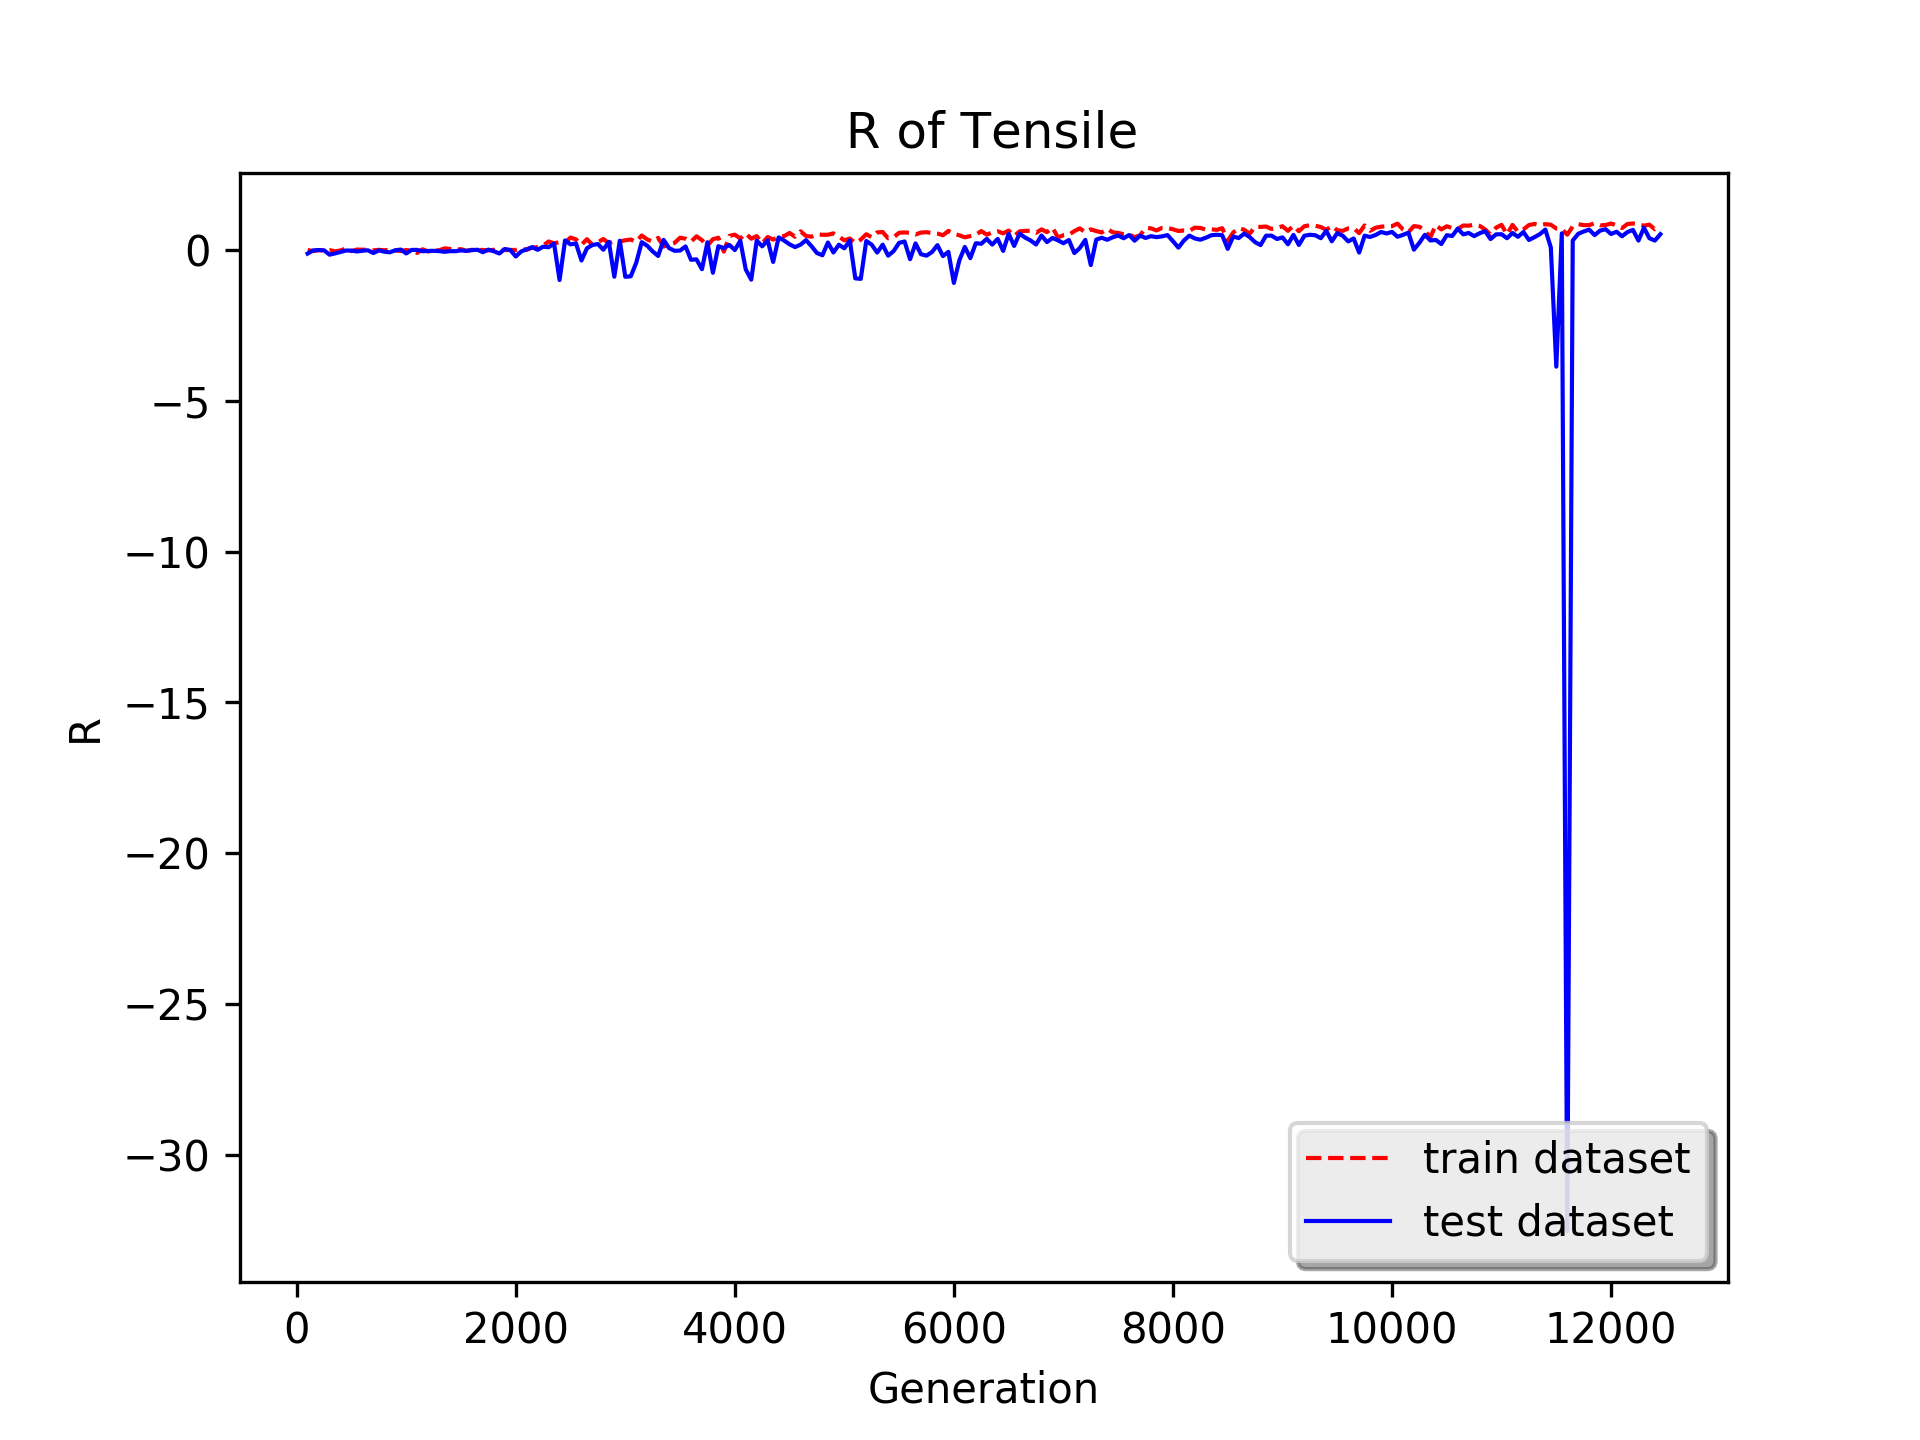 R of Tensile
R
0
−5
−10
−15
−20
−25
−30
0 2000 4000 6000 8000 10000 12000
Generation
train dataset
test dataset